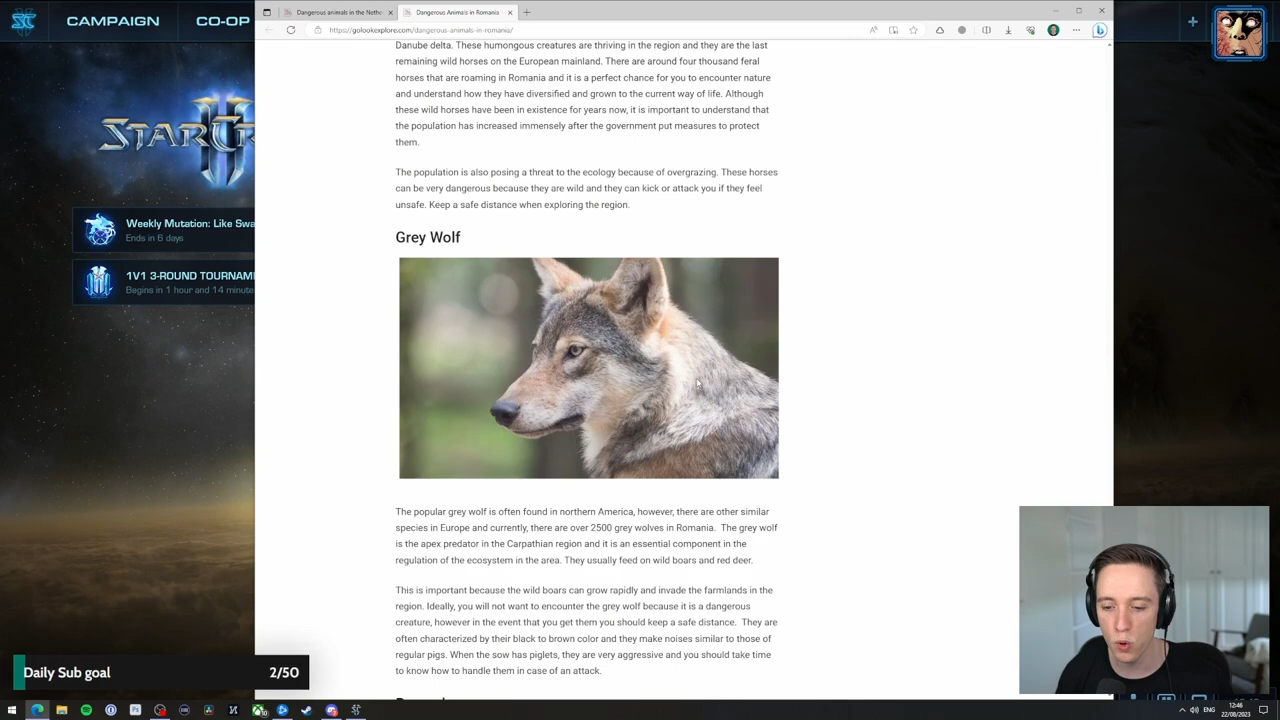 CAMPAIGN
CO-OP
Dangerous animals in the Nethe
Dangerous Animals in Romania
https://golookexplore.com/dangerous-animals-in-romania/
STARCR
II
Weekly Mutation: Like Swa
Ends in 6 days
1V1 3-ROUND TOURNAME
Begins in 1 hour and 14 minute
Danube delta. These humongous creatures are thriving in the region and they are the last
remaining wild horses on the European mainland. There are around four thousand feral
horses that are roaming in Romania and it is a perfect chance for you to encounter nature
and understand how they have diversified and grown to the current way of life. Although
these wild horses have been in existence for years now, it is important to understand that
the population has increased immensely after the government put measures to protect
them.
The population is also posing a threat to the ecology because of overgrazing. These horses
can be very dangerous because they are wild and they can kick or attack you if they feel
unsafe. Keep a safe distance when exploring the region.
Grey Wolf
The popular grey wolf is often found in northern America, however, there are other similar
species in Europe and currently, there are over 2500 grey wolves in Romania. The grey wolf
is the apex predator in the Carpathian region and it is an essential component in the
regulation of the ecosystem in the area. They usually feed on wild boars and red deer.
This is important because the wild boars can grow rapidly and invade the farmlands in the
region. Ideally, you will not want to encounter the grey wolf because it is a dangerous
creature, however in the event that you get them you should keep a safe distance. They are
often characterized by their black to brown color and they make noises similar to those of
regular pigs. When the sow has piglets, they are very aggressive and you should take time
to know how to handle them in case of an attack.
Daily Sub goal
2/50
ENG
12:46
22/08/2023